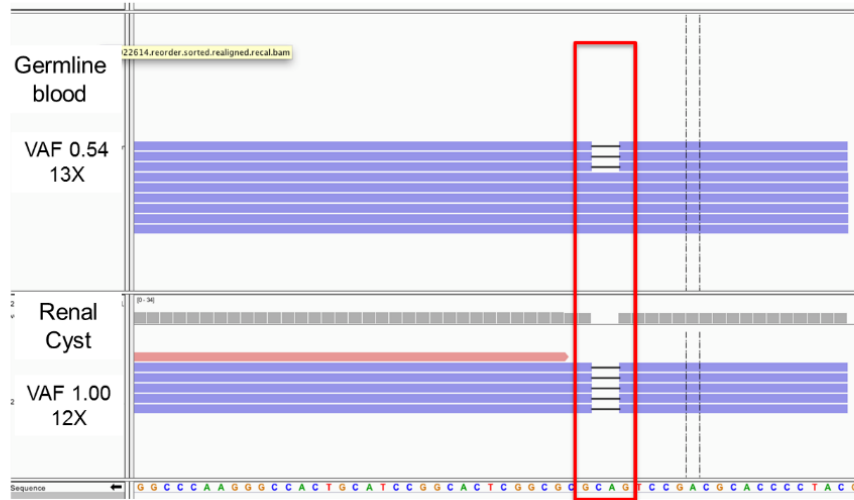 22614.reorder.sorted.realigned.recal.bam
Germline
blood
VAF 0.54
13X
[0 - 34]
Renal
Cyst
VAF 1.00
12X
Sequence
G G C C C A A G G G C C A C T G C A T C C G G C A C T C G G C G C G C A G T C C G A C G C A C C C C T A C